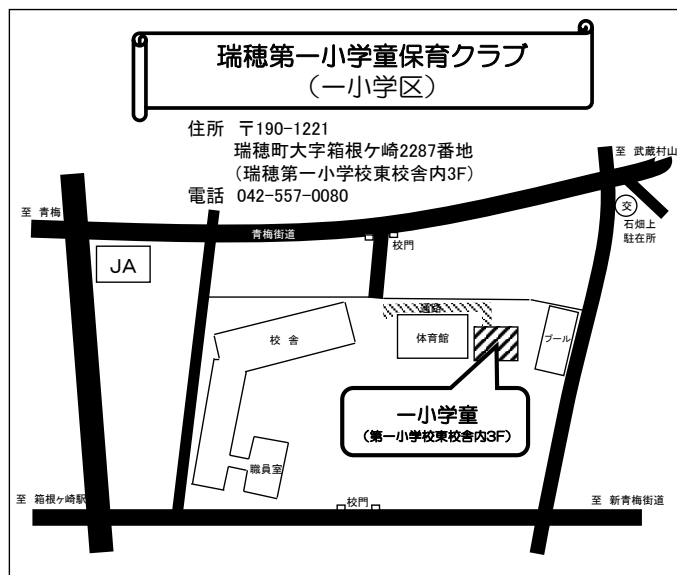 瑞穂第一小学童保育クラブ
（一小学区）
住所 〒190-1221
瑞穂町大字箱根ケ崎2287番地
（瑞穂第一小学校東校舎内3F）
電話 042-557-0080
至 武蔵村山
至 青梅
青梅街道
校門
交
石畑上
駐在所
JA
通路
校 舎
体育館
プール
一小学童
（第一小学校東校舎内3F）
職員室
至 箱根ヶ崎駅
校門
至 新青梅街道